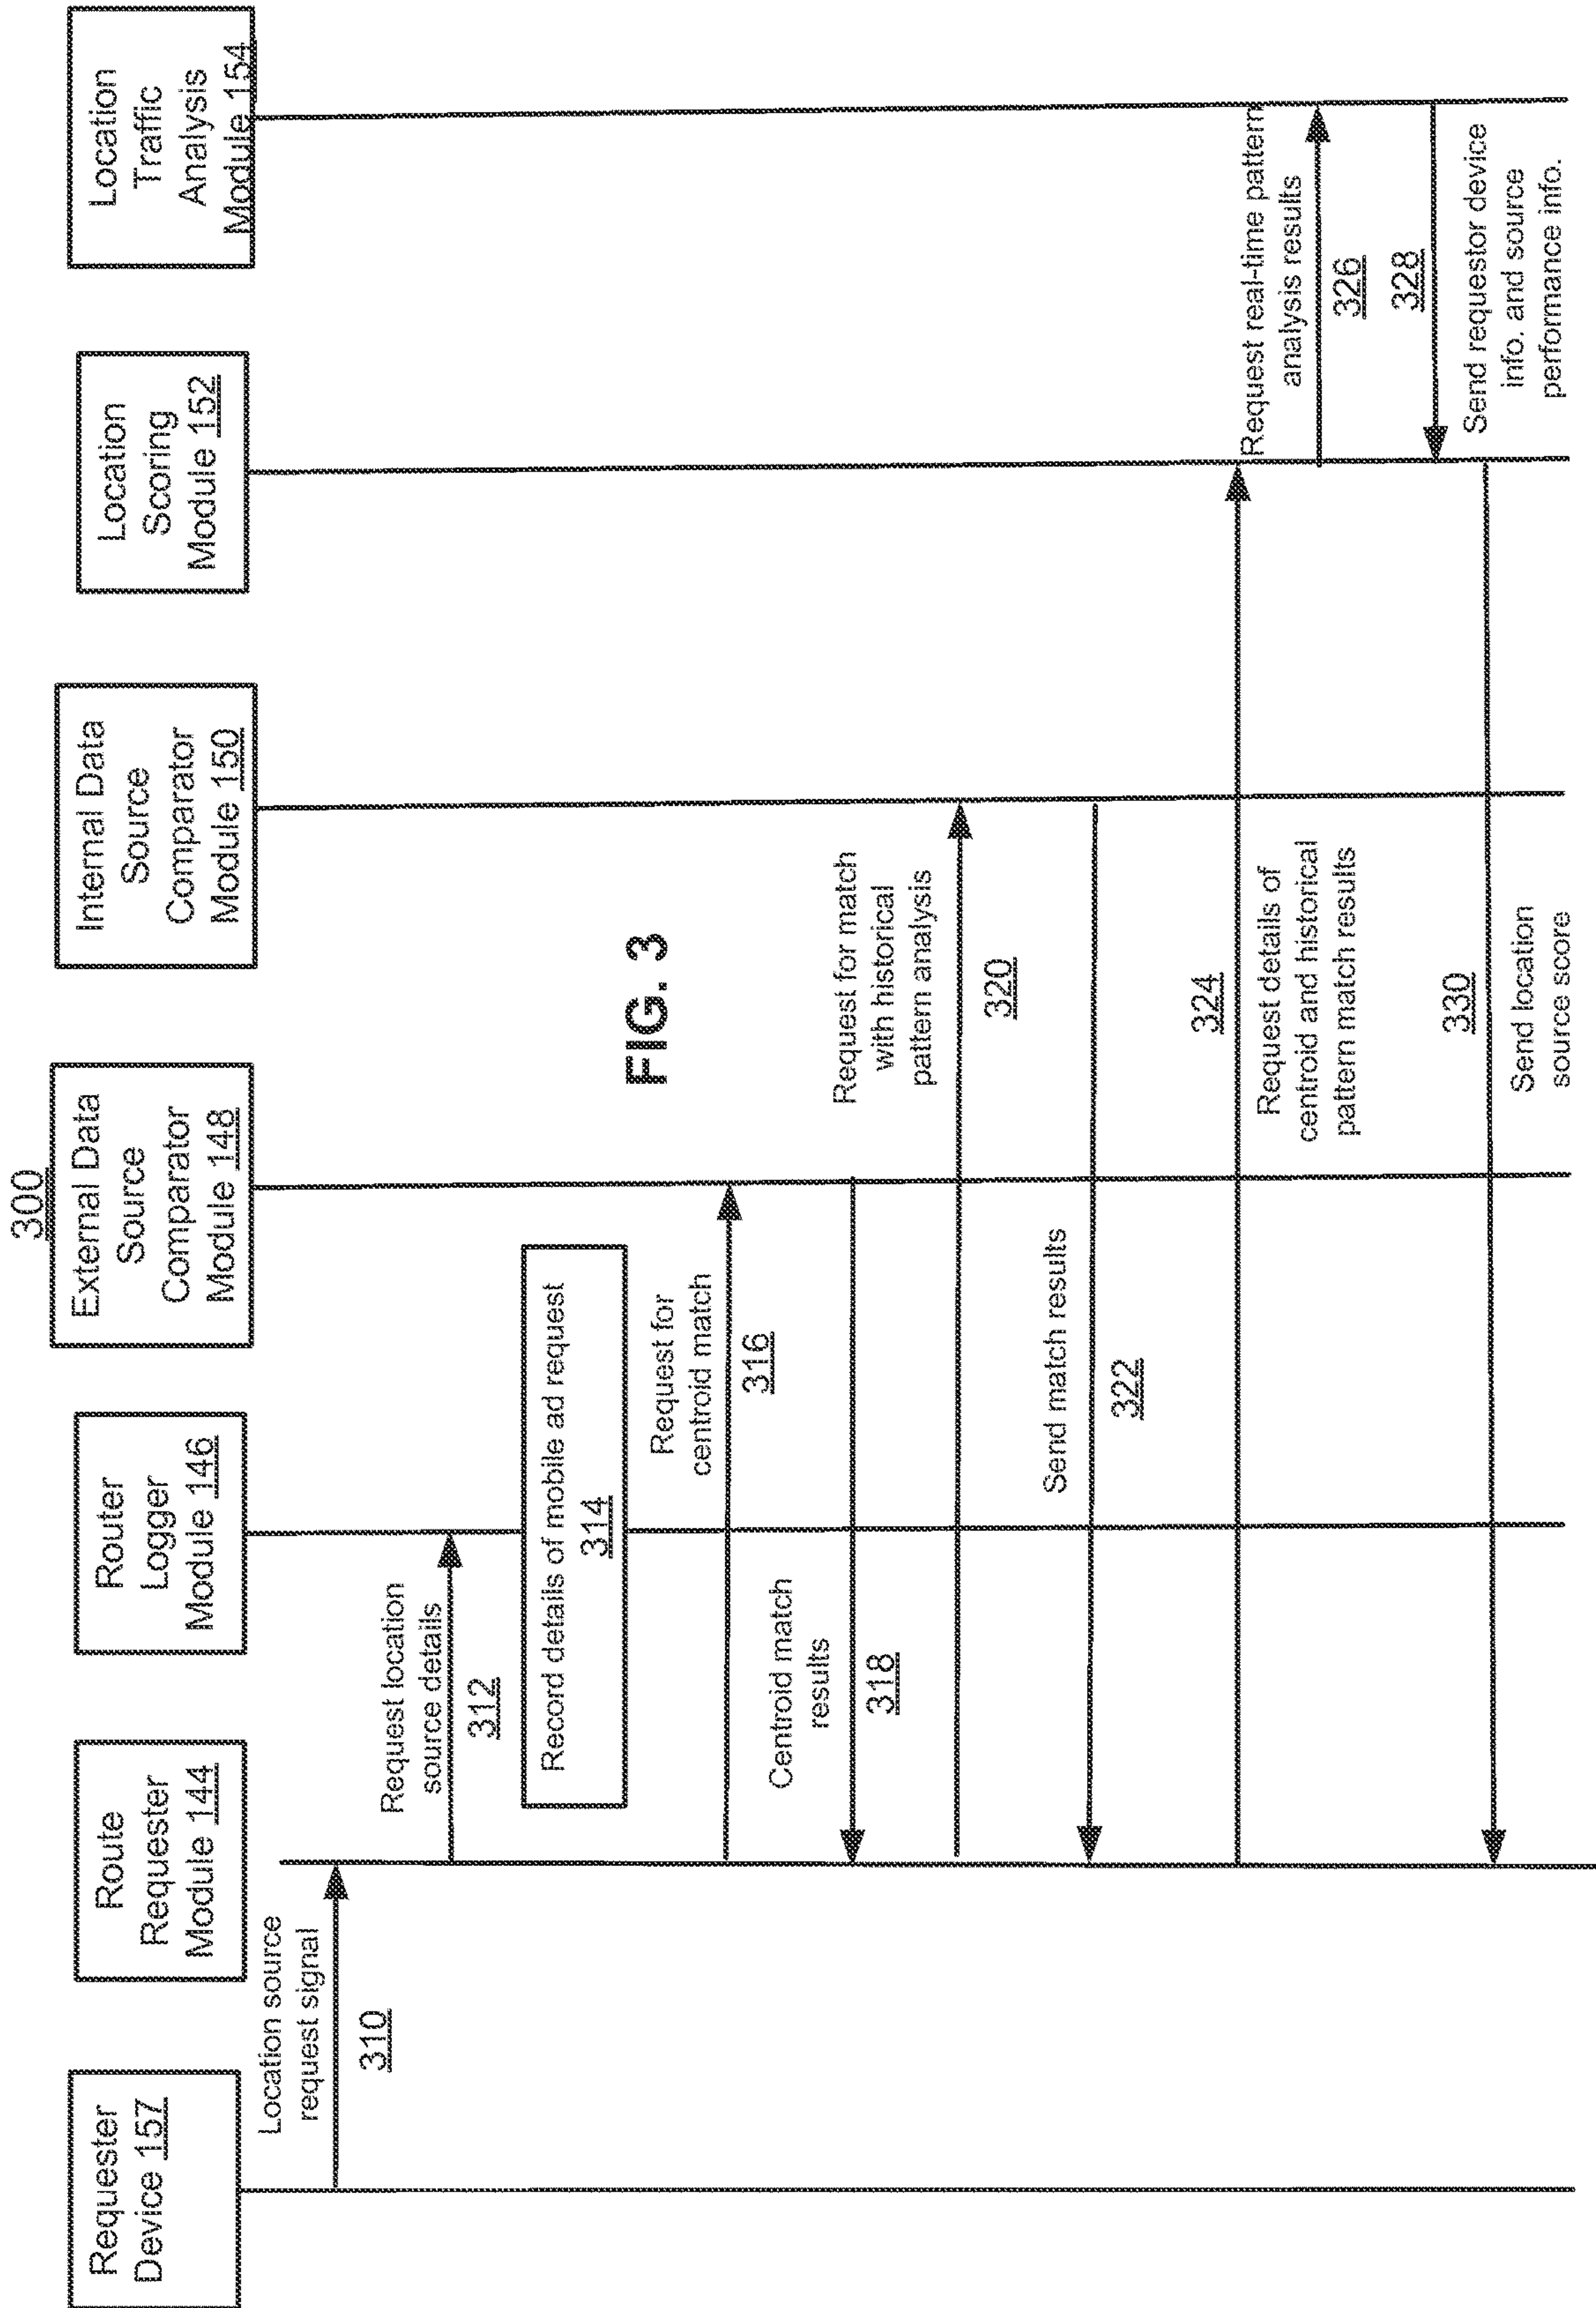 300
Requester
Device 157
Route
Requester
Module 144
Router
Logger
Module 146
External Data
Source
Comparator
Module 148
Internal Data
Source
Comparator
Module 150
Location
Scoring
Module 152
Location
Traffic
Analysis
Module 154
Location source
request signal
310
Request location
source details
312
Record details of mobile ad request
314
Request for
centroid match
316
Centroid match
results
318
FIG. 3
Request for match
with historical
pattern analysis
320
Send match results
322
324
Request details of
centroid and historical
pattern match results
Request real-time pattern
analysis results
326
328
Send requestor device
info. and source
performance info.
330
Send location
source score